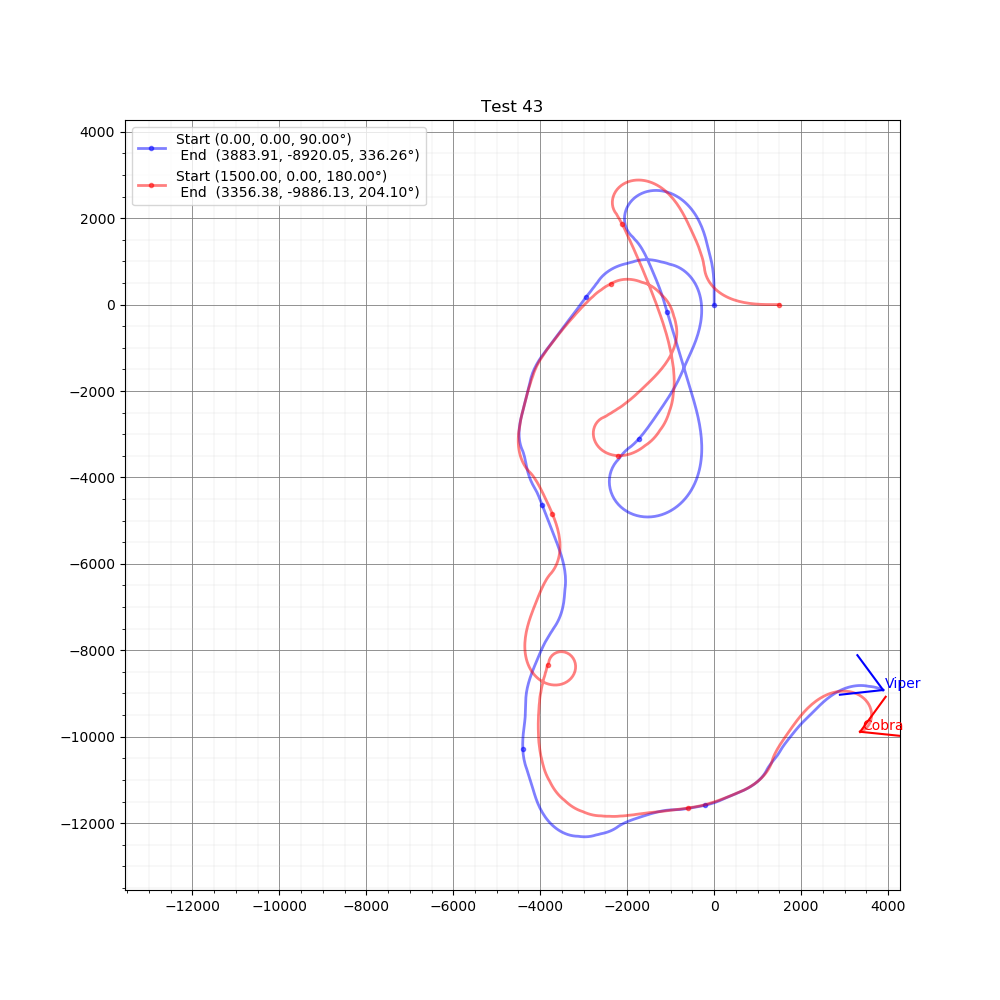 Test 43
Start (0.00, 0.00, 90.00°)
End (3883.91, -8920.05, 336.26°)
Start (1500.00, 0.00, 180.00°)
End (3356.38, -9886.13, 204.10°)
4000
2000
0
−2000
−4000
−6000
−8000
−10000
−12000
Viper
Cobra
−12000 −10000 −8000 −6000 −4000 −2000 0 2000 4000